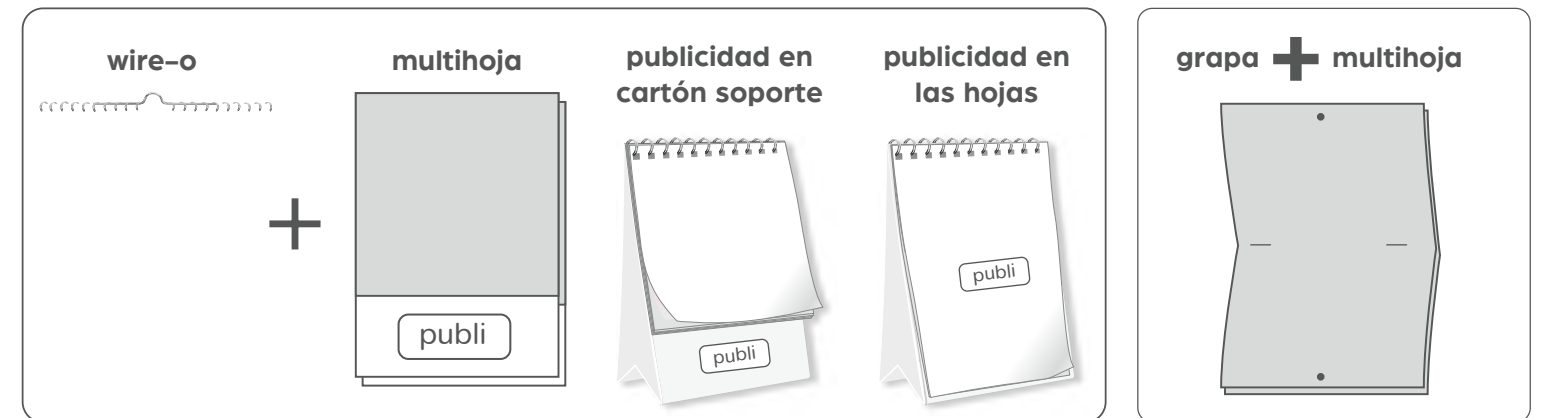 wire-o
multihoja
publicidad en
cartón soporte
publicidad en
las hojas
grapa + multihoja
+
publi
publi
publi